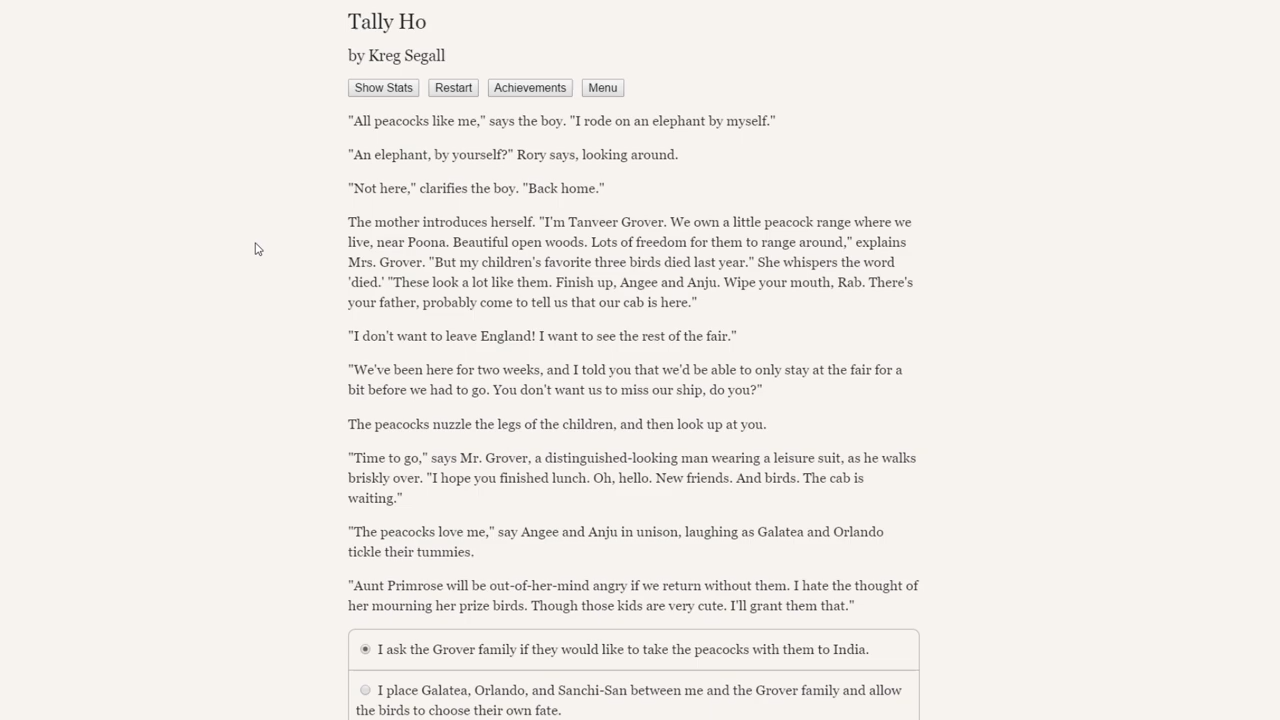 Tally Ho
by Kreg Segall
Show Stats Restart Achievements Menu
"All peacocks like me," says the boy. "I rode on an elephant by myself."
"An elephant, by yourself?" Rory says, looking around.
"Not here," clarifies the boy. "Back home."
The mother introduces herself. "I'm Tanveer Grover. We own a little peacock range where we
live, near Poona. Beautiful open woods. Lots of freedom for them to range around," explains
Mrs. Grover. "But my children's favorite three birds died last year." She whispers the word
'died.' "These look a lot like them. Finish up, Angee and Anju. Wipe your mouth, Rab. There's
your father, probably come to tell us that our cab is here."
"I don't want to leave England! I want to see the rest of the fair."
"We've been here for two weeks, and I told you that we'd be able to only stay at the fair for a
bit before we had to go. You don't want us to miss our ship, do you?"
The peacocks nuzzle the legs of the children, and then look up at you.
"Time to go," says Mr. Grover, a distinguished-looking man wearing a leisure suit, as he walks
briskly over. "I hope you finished lunch. Oh, hello. New friends. And birds. The cab is
waiting."
"The peacocks love me," say Angee and Anju in unison, laughing as Galatea and Orlando
tickle their tummies.
"Aunt Primrose will be out-of-her-mind angry if we return without them. I hate the thought of
her mourning her prize birds. Though those kids are very cute. I'll grant them that."
I ask the Grover family if they would like to take the peacocks with them to India.
I place Galatea, Orlando, and Sanchi-San between me and the Grover family and allow
the birds to choose their own fate.